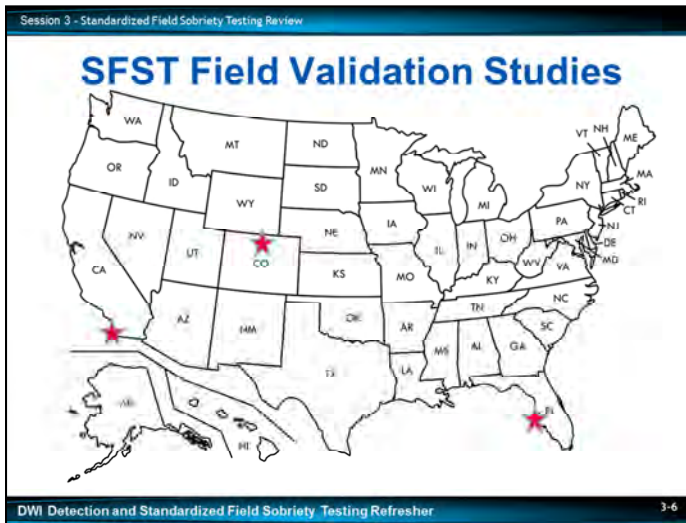 Session 3 - Standardized Field Sobriety Testing Review
SFST Field Validation Studies
WA
MT
ND
MN
VT NH
ME
OR
ID
SD
WI
MI
NY
MA
RI
CT
WY
IA
PA
NJ
DE
MD
NV
UT
CO
NE
IL
IN
OH
WV
VA
CA
KS
MO
KY
NC
TN
AZ
NM
OK
AR
SC
MS
AL
GA
LA
FL
HI
DWI Detection and Standardized Field Sobriety Testing Refresher
3-6